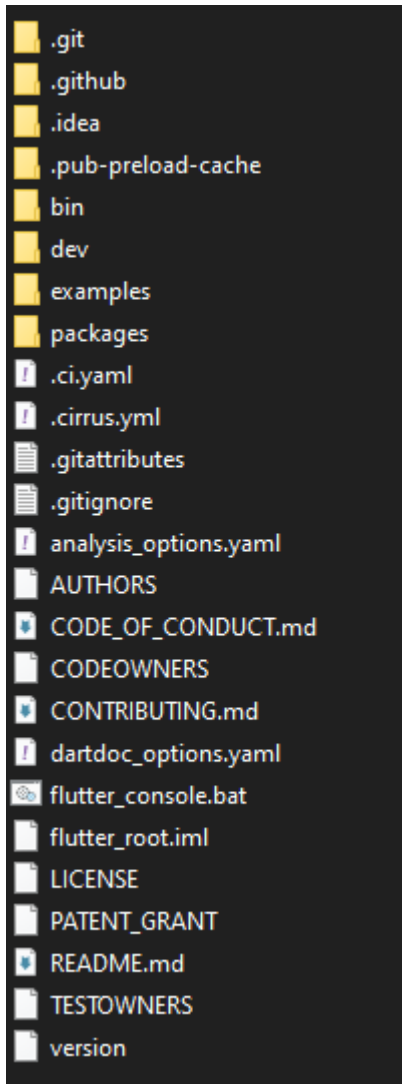 .git
.github
.idea
.pub-preload-cache
bin
dev
examples
packages
.ci.yaml
.cirrus.yml
.gitattributes
.gitignore
analysis_options.yaml
AUTHORS
CODE_OF_CONDUCT.md
CODEOWNERS
CONTRIBUTING.md
dartdoc_options.yaml
flutter_console.bat
flutter_root.iml
LICENSE
PATENT_GRANT
README.md
TESTOWNERS
version